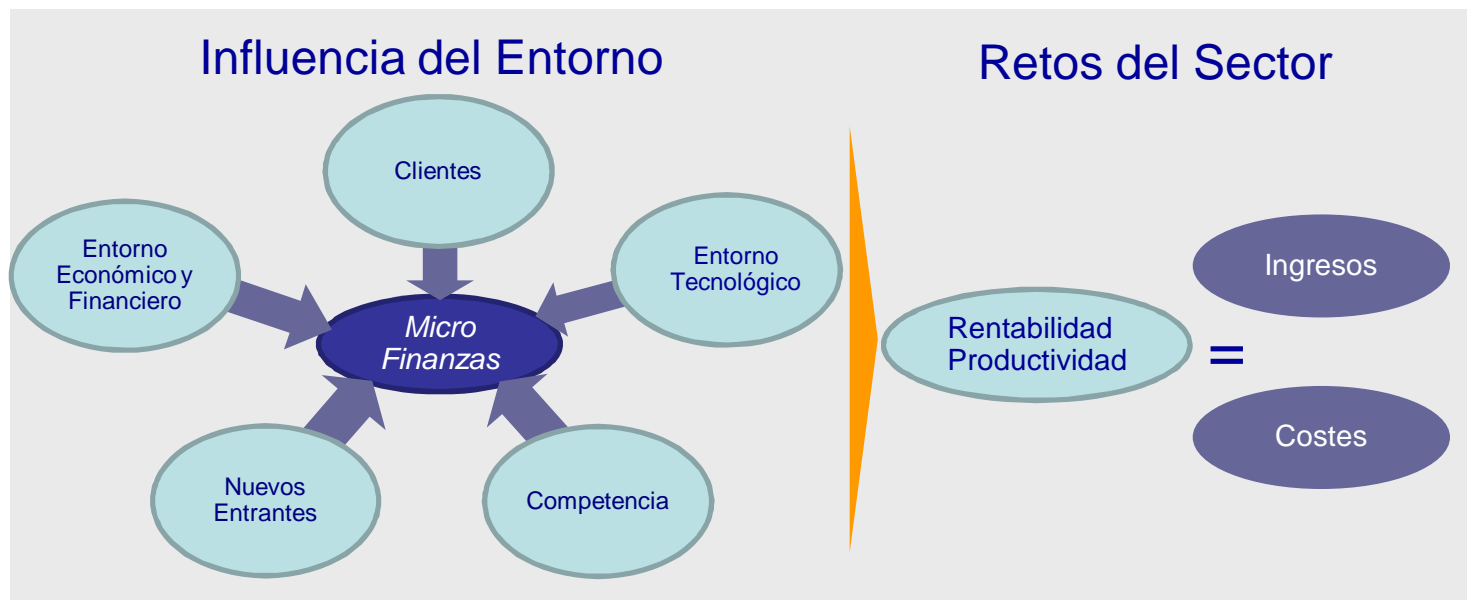 Influencia del Entorno
Retos del Sector
Clientes
Entorno
Económico y
Financiero
Entorno
Tecnológico
Micro
Finanzas
Nuevos
Entrantes
Competencia
Rentabilidad
Productividad
=
Ingresos
Costes